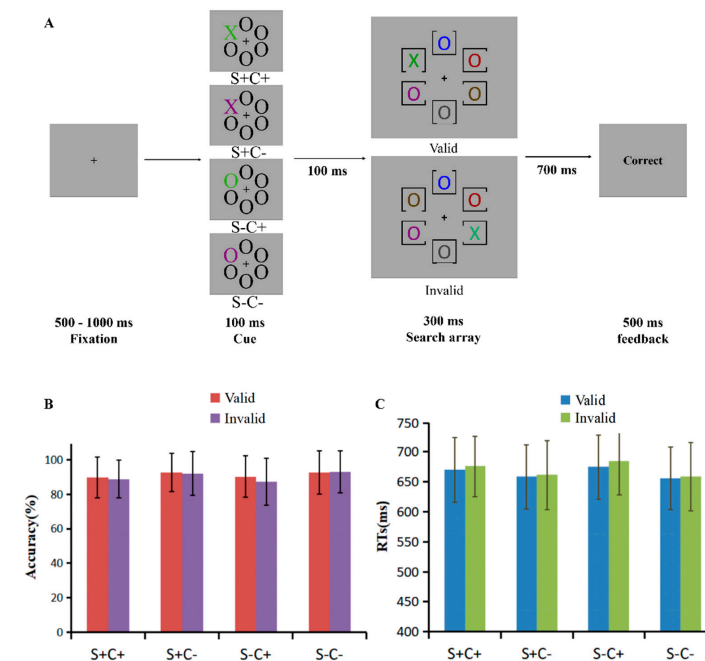 A
X O O O O O
+
S+C+
X O O O O O
+
S+C-
O O O O O O
+
S-C+
O O O O O O
+
S-C-
+
100 ms
O
X O
+
O O
O
Valid
O
O O
+
O X
O
Invalid
700 ms
Correct
500 - 1000 ms
Fixation
100 ms
Cue
300 ms
Search array
500 ms
feedback
B
Valid
Invalid
Accuracy(%)
100
80
60
40
20
0
S+C+ S+C- S-C+ S-C-
C
Valid
Invalid
RTs(ms)
750
700
650
600
550
500
450
400
S+C+ S+C- S-C+ S-C-